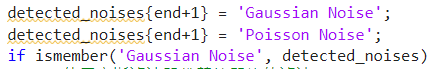 detected_noises{end+1} = 'Gaussian Noise';
detected_noises{end+1} = 'Poisson Noise';
if ismember('Gaussian Noise', detected_noises)